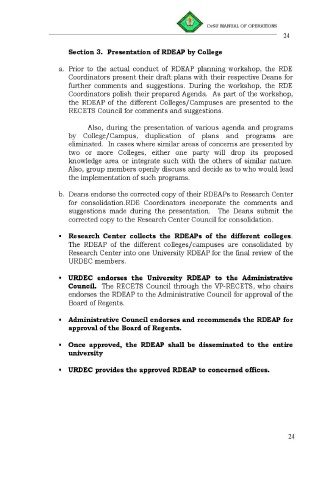 CvSU MANUAL OF OPERATIONS
24
Section 3. Presentation of RDEAP by College
a. Prior to the actual conduct of RDEAP planning workshop, the RDE
Coordinators present their draft plans with their respective Deans for
further comments and suggestions. During the workshop, the RDE
Coordinators polish their prepared Agenda. As part of the workshop,
the RDEAP of the different Colleges/Campuses are presented to the
RECETS Council for comments and suggestions.
Also, during the presentation of various agenda and programs
by College/Campus, duplication of plans and programs are
eliminated. In cases where similar areas of concerns are presented by
two or more Colleges, either one party will drop its proposed
knowledge area or integrate such with the others of similar nature.
Also, group members openly discuss and decide as to who would lead
the implementation of such programs.
b. Deans endorse the corrected copy of their RDEAPs to Research Center
for consolidation.RDE Coordinators incorporate the comments and
suggestions made during the presentation. The Deans submit the
corrected copy to the Research Center Council for consolidation.
• Research Center collects the RDEAPs of the different colleges.
The RDEAP of the different colleges/campuses are consolidated by
Research Center into one University RDEAP for the final review of the
URDEC members.
• URDEC endorses the University RDEAP to the Administrative
Council. The RECETS Council through the VP-RECETS, who chairs
endorses the RDEAP to the Administrative Council for approval of the
Board of Regents.
• Administrative Council endorses and recommends the RDEAP for
approval of the Board of Regents.
• Once approved, the RDEAP shall be disseminated to the entire
university
• URDEC provides the approved RDEAP to concerned offices.
24